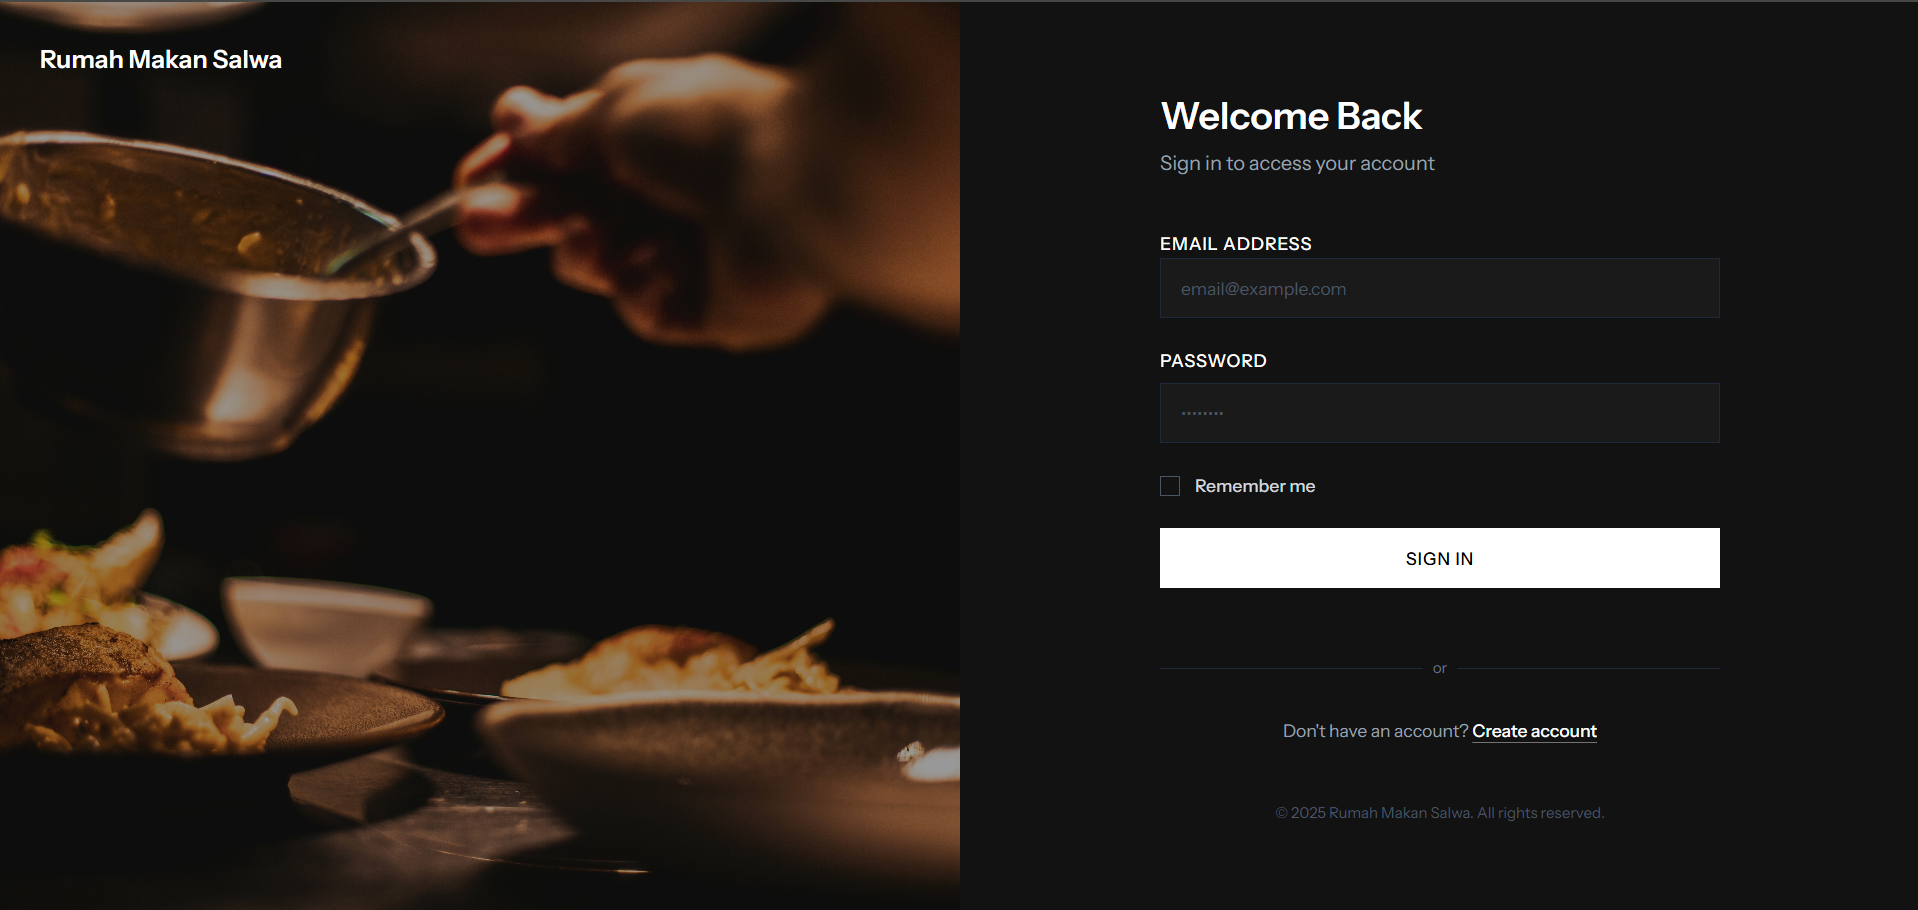 Rumah Makan Salwa
Welcome Back
Sign in to access your account
EMAIL ADDRESS
email@example.com
PASSWORD
••••••••
Remember me
SIGN IN
or
Don't have an account? Create account
© 2025 Rumah Makan Salwa. All rights reserved.